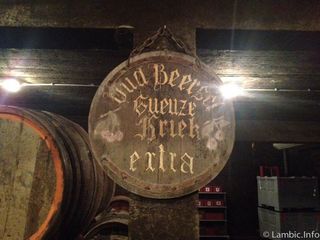 Oud Beersel
Gueuze
Kriek
extra
© Lambic.Info